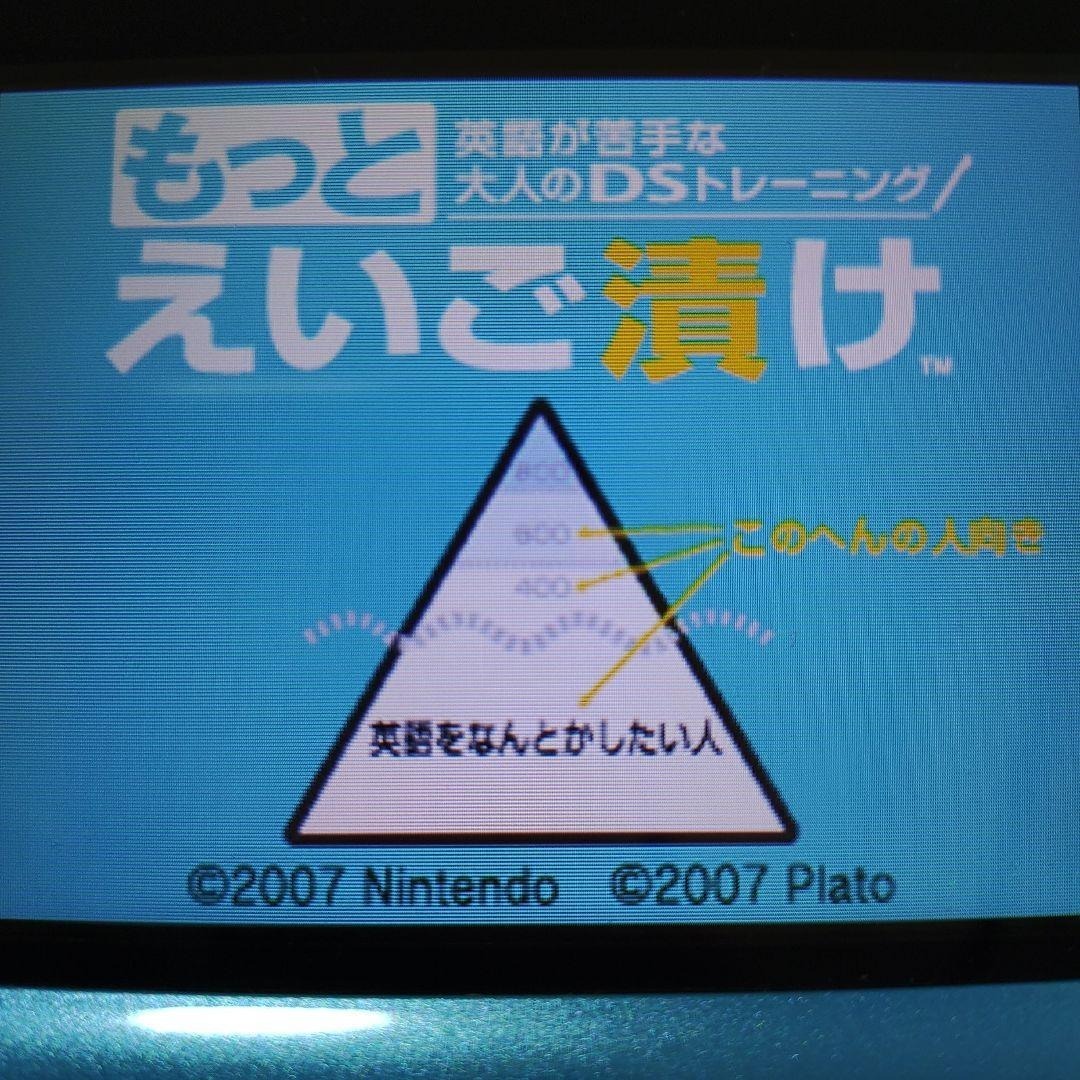 もっと
英語が苦手な
大人のDSトレーニング
えいご漬け™
800
600
400
このへんの人向き
英語をなんとかしたい人
©2007 Nintendo ©2007 Plato